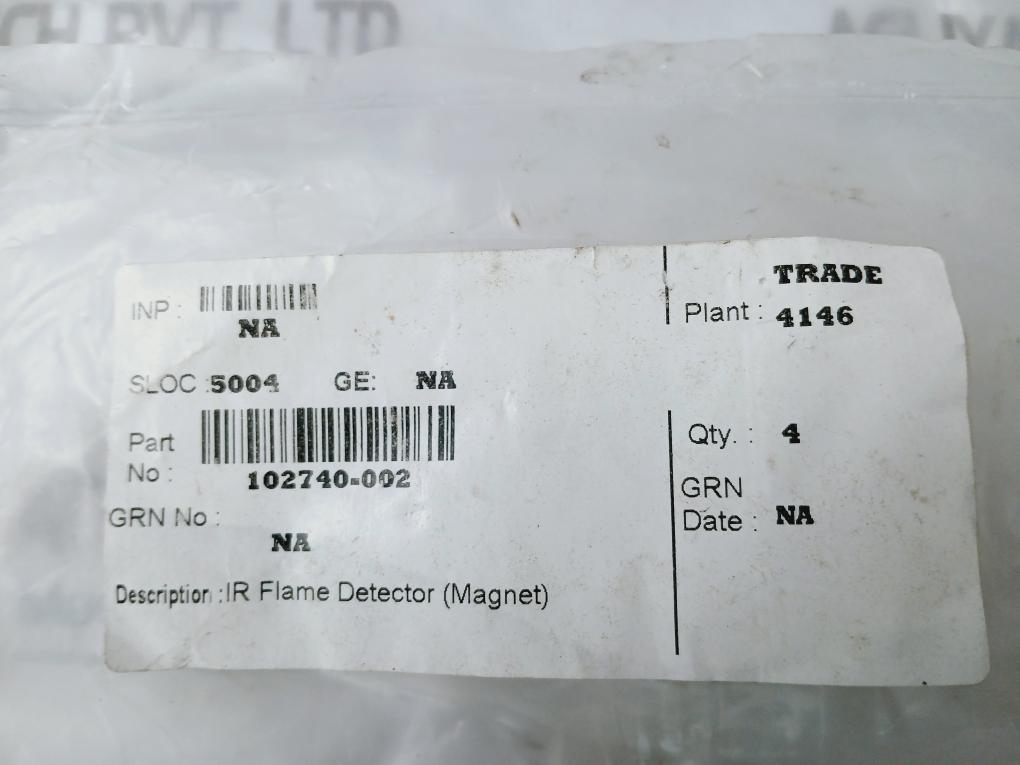 CH PVT. LTD
INP : NA
TRADE
Plant : 4146
SLOC :5004 GE: NA
Part No : 102740-002
Qty. : 4
GRN No : NA
GRN Date : NA
Description :IR Flame Detector (Magnet)